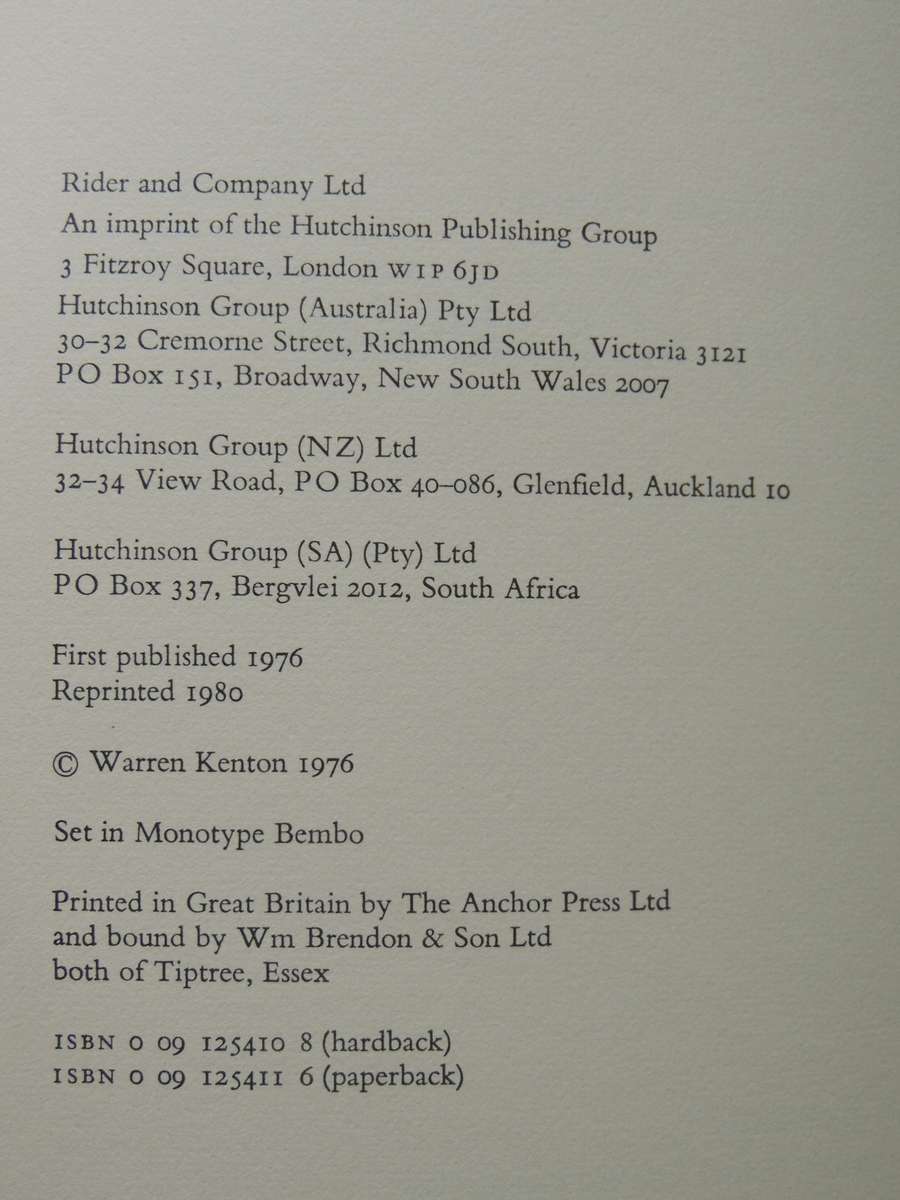 Rider and Company Ltd
An imprint of the Hutchinson Publishing Group
3 Fitzroy Square, London W1P 6JD
Hutchinson Group (Australia) Pty Ltd
30–32 Cremorne Street, Richmond South, Victoria 3121
PO Box 151, Broadway, New South Wales 2007
Hutchinson Group (NZ) Ltd
32–34 View Road, PO Box 40–086, Glenfield, Auckland 10
Hutchinson Group (SA) (Pty) Ltd
PO Box 337, Bergvlei 2012, South Africa
First published 1976
Reprinted 1980
© Warren Kenton 1976
Set in Monotype Bembo
Printed in Great Britain by The Anchor Press Ltd
and bound by Wm Brendon & Son Ltd
both of Tiptree, Essex
ISBN 0 09 125410 8 (hardback)
ISBN 0 09 125411 6 (paperback)